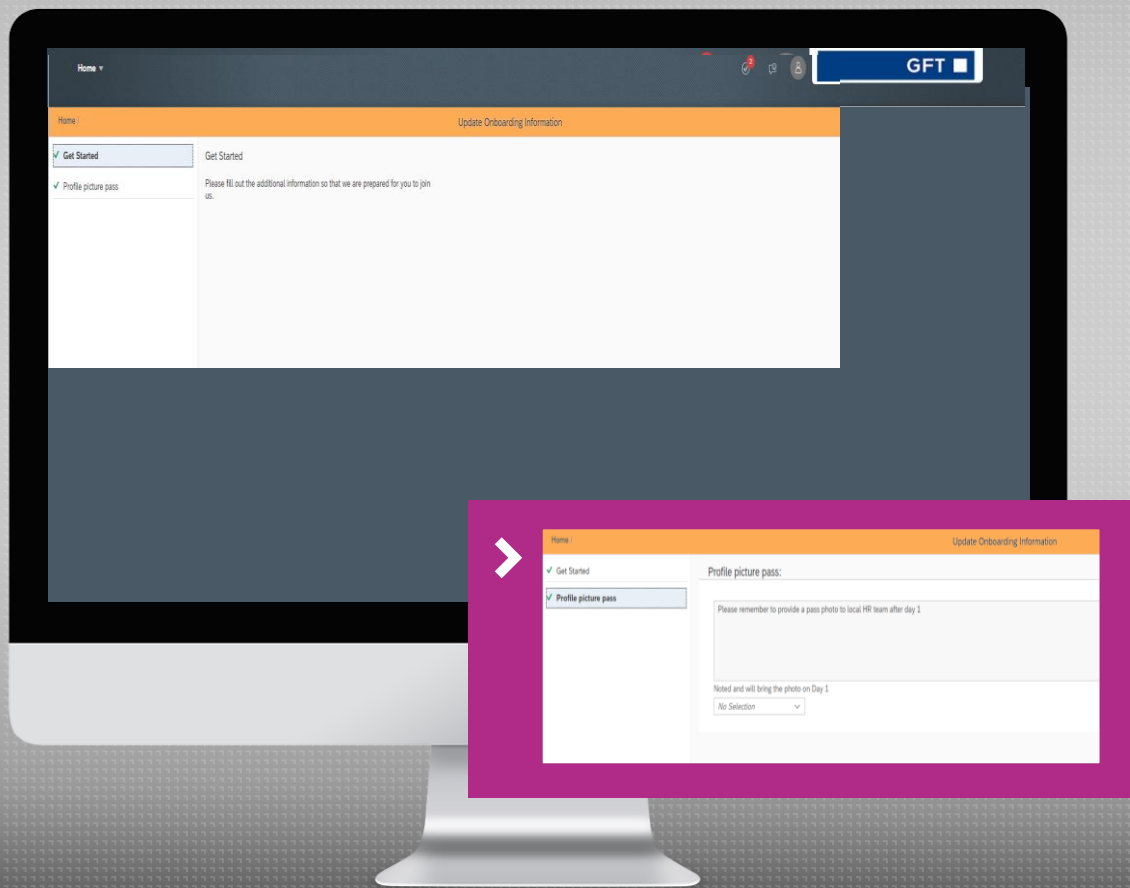 Home
2
GFT
Home /
Update Onboarding Information
Get Started
Get Started
Profile picture pass
Please fill out the additional information so that we are prepared for you to join
us.
Home /
Update Onboarding Information
Get Started
Profile picture pass:
Profile picture pass
Please remember to provide a pass photo to local HR team after day 1
Noted and will bring the photo on Day 1
No Selection